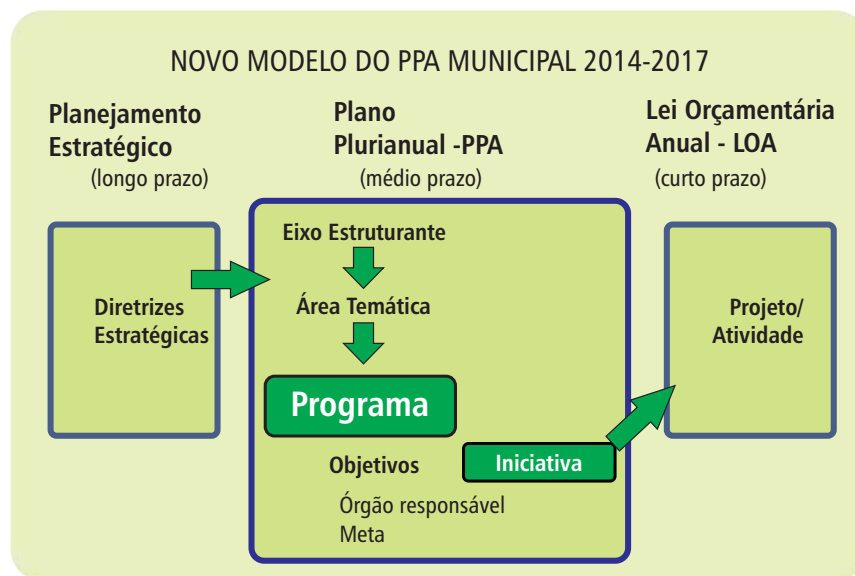 NOVO MODELO DO PPA MUNICIPAL 2014-2017
Planejamento
Estratégico
(longo prazo)
Plano
Plurianual -PPA
(médio prazo)
Lei Orçamentária
Anual - LOA
(curto prazo)
Diretrizes
Estratégicas
Eixo Estruturante
Área Temática
Programa
Objetivos
Iniciativa
Órgão responsável
Meta
Projeto/
Atividade